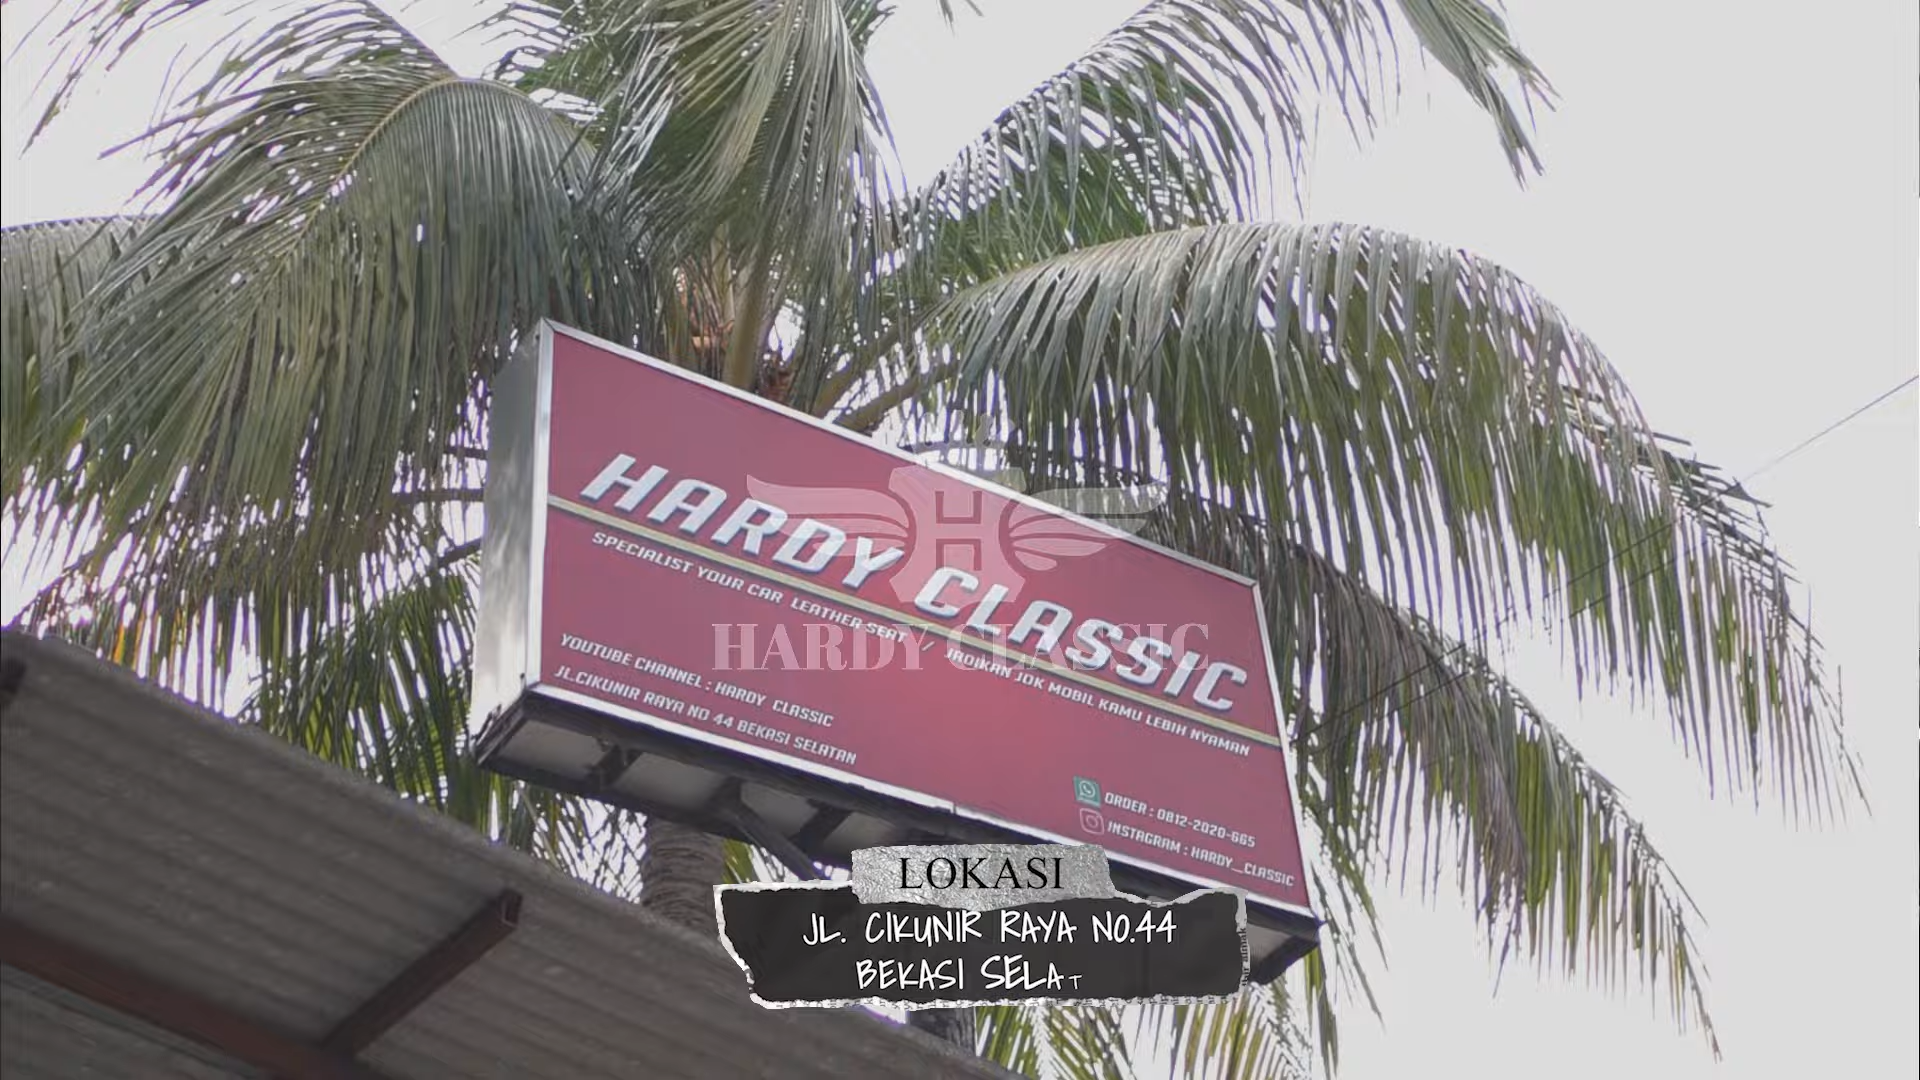 HARDY CLASSIC
SPECIALIST YOUR CAR LEATHER SEAT / JADIKAN JOK MOBIL KAMU LEBIH NYAMAN
YOUTUBE CHANNEL : HARDY CLASSIC
JL.CIKUNIR RAYA NO 44 BEKASI SELATAN
ORDER : 0812-2020-665
INSTAGRAM : HARDY__CLASSIC
H
HARDY CLASSIC
LOKASI
JL. CIKUNIR RAYA NO.44
BEKASI SELAT